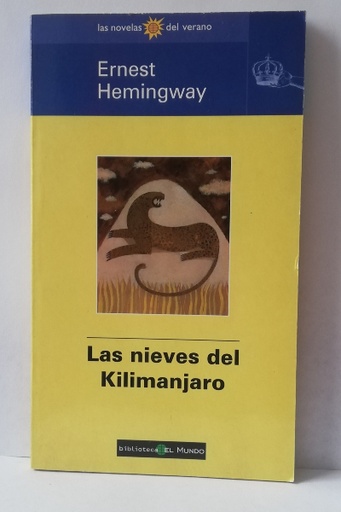 las novelas del verano
Ernest
Hemingway
Las nieves del
Kilimanjaro
biblioteca EL MUNDO